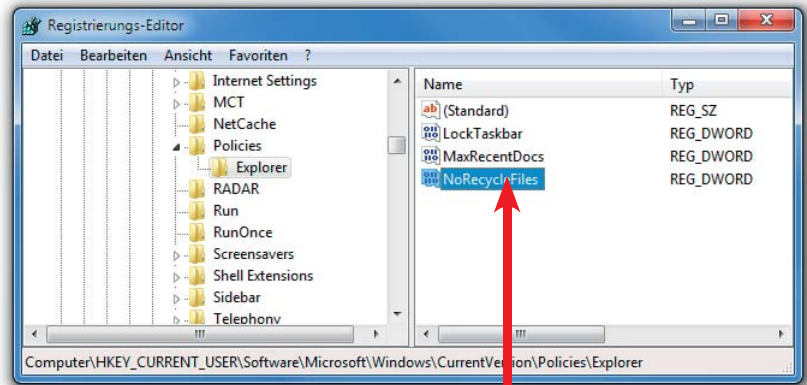 Registrierungs-Editor
Datei Bearbeiten Ansicht Favoriten ?
Internet Settings
MCT
NetCache
Policies
Explorer
RADAR
Run
RunOnce
Screensavers
Shell Extensions
Sidebar
Telephony
Name Typ
(Standard) REG_SZ
LockTaskbar REG_DWORD
MaxRecentDocs REG_DWORD
NoRecycleFiles REG_DWORD
Computer\HKEY_CURRENT_USER\Software\Microsoft\Windows\CurrentVersion\Policies\Explorer